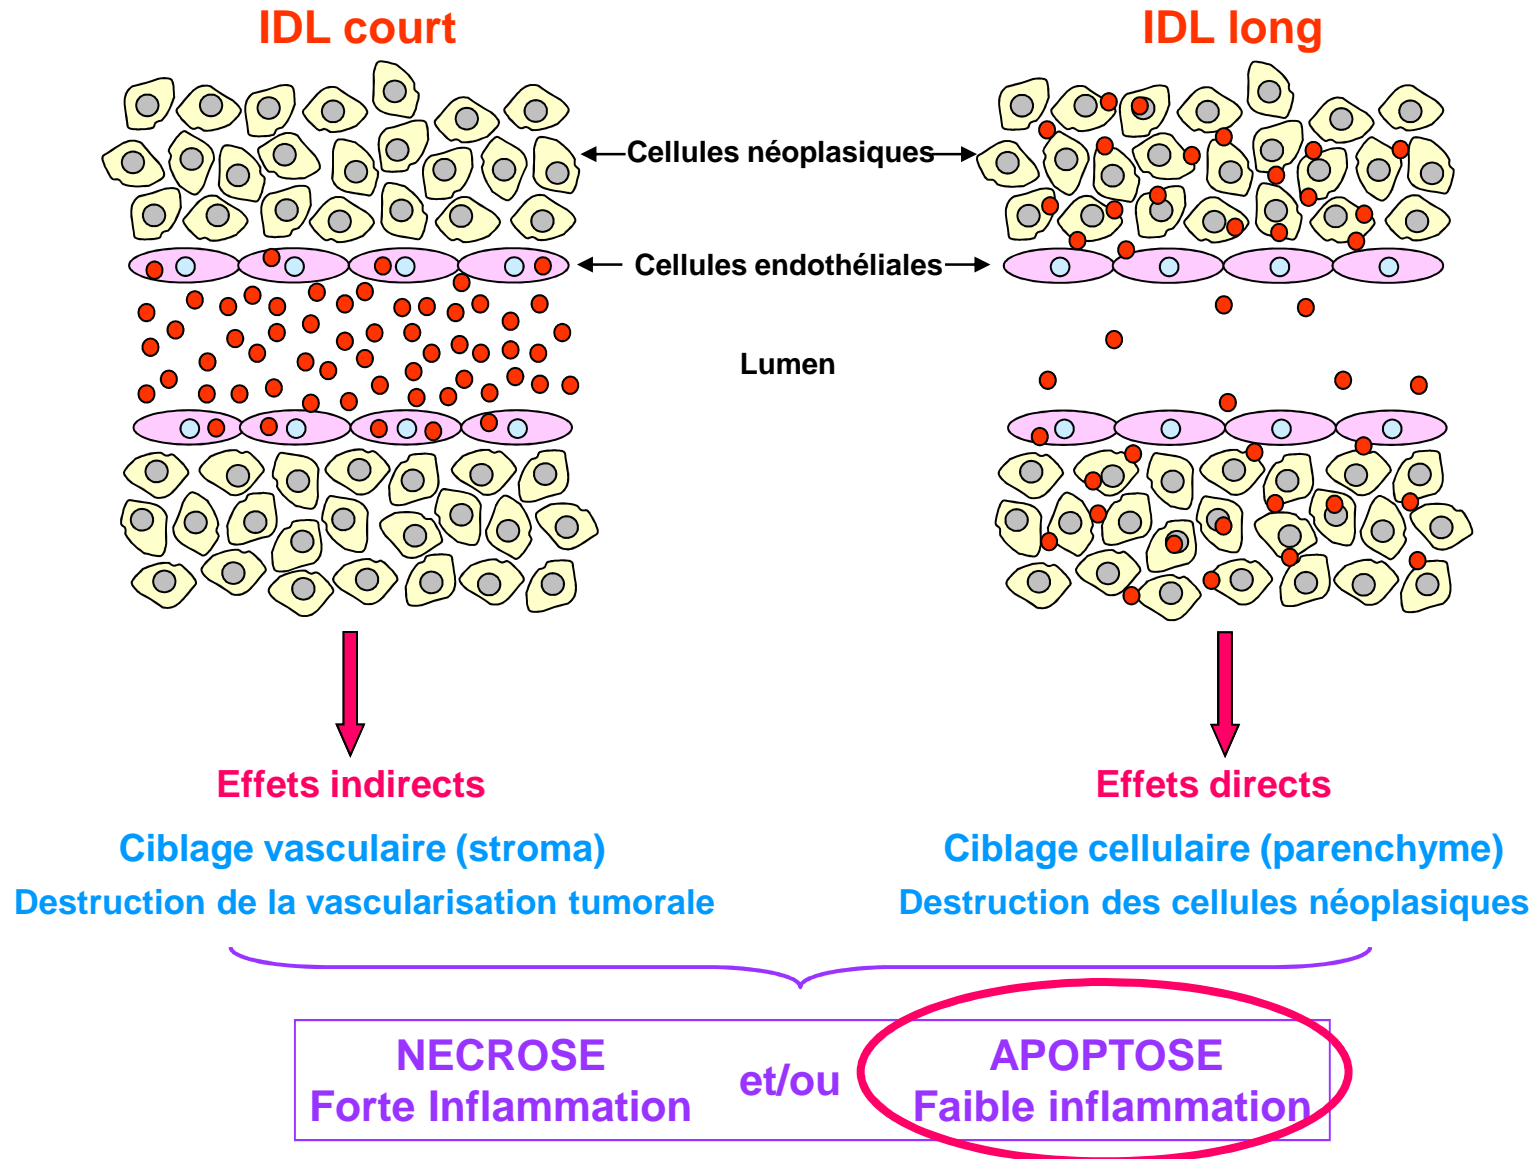 IDL court
IDL long
Cellules néoplasiques
Cellules endothéliales
Lumen
Effets indirects
Effets directs
Ciblage vasculaire (stroma)
Ciblage cellulaire (parenchyme)
Destruction de la vascularisation tumorale
Destruction des cellules néoplasiques
NECROSE
Forte Inflammation
et/ou
APOPTOSE
Faible inflammation